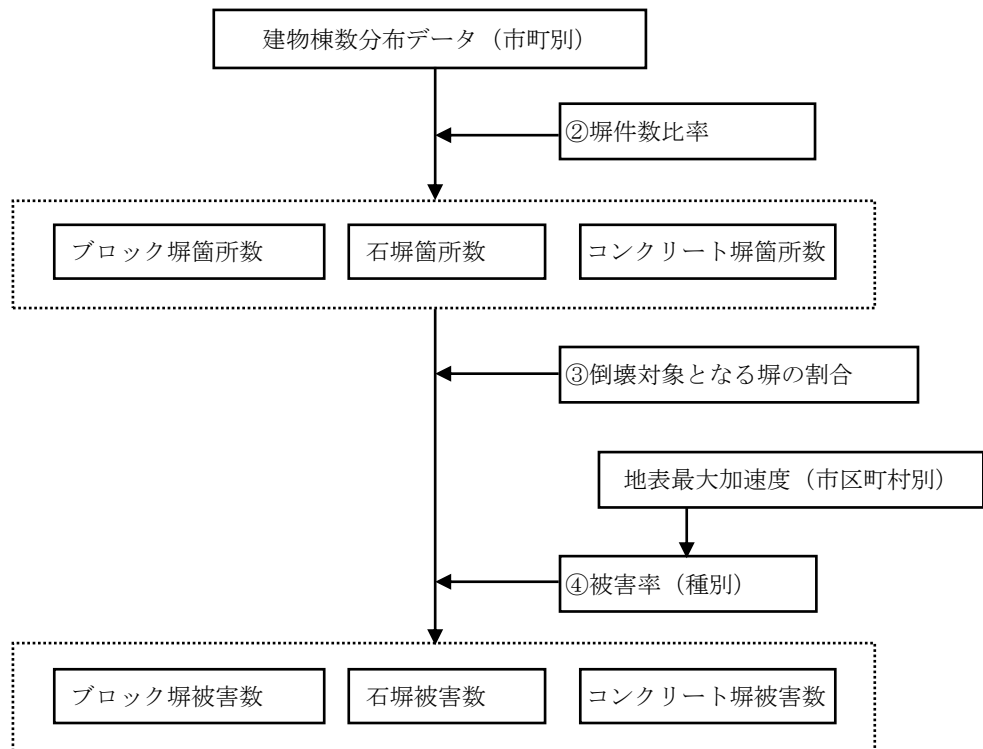 建物棟数分布データ（市町別）
②塀件数比率
ブロック塀箇所数
石塀箇所数
コンクリート塀箇所数
③倒壊対象となる塀の割合
地表最大加速度（市区町村別）
④被害率（種別）
ブロック塀被害数
石塀被害数
コンクリート塀被害数